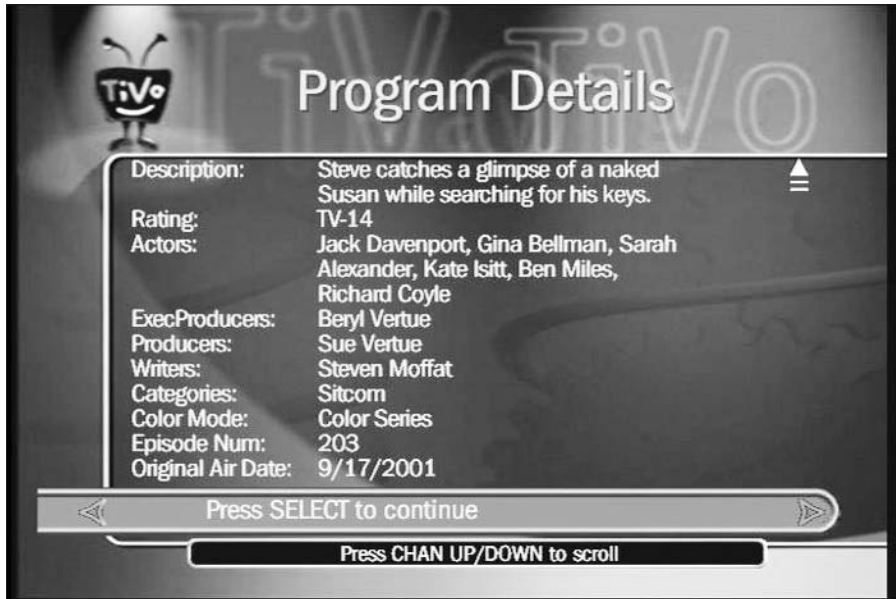 TiVo TiVo
TiVo
Program Details
Description: Steve catches a glimpse of a naked
Susan while searching for his keys.
Rating: TV-14
Actors: Jack Davenport, Gina Bellman, Sarah
Alexander, Kate Isitt, Ben Miles,
Richard Coyle
ExecProducers: Beryl Vertue
Producers: Sue Vertue
Writers: Steven Moffat
Categories: Sitcom
Color Mode: Color Series
Episode Num: 203
Original Air Date: 9/17/2001
Press SELECT to continue
Press CHAN UP/DOWN to scroll